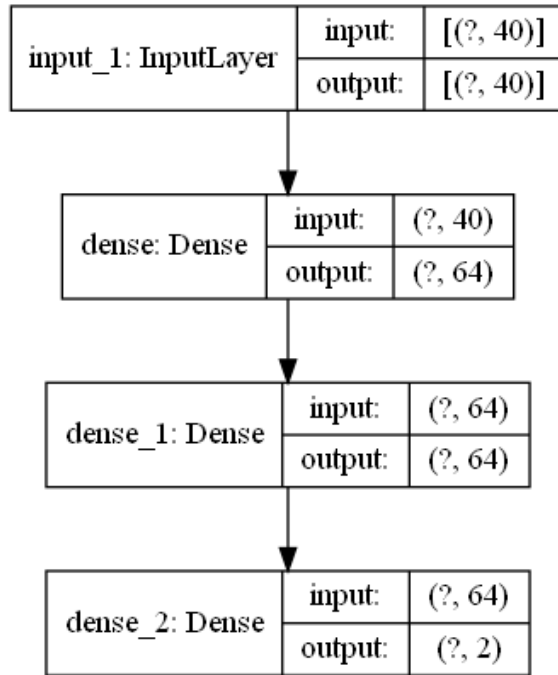 input_1: InputLayer
input: [(?, 40)]
output: [(?, 40)]
dense: Dense
input: (?, 40)
output: (?, 64)
dense_1: Dense
input: (?, 64)
output: (?, 64)
dense_2: Dense
input: (?, 64)
output: (?, 2)